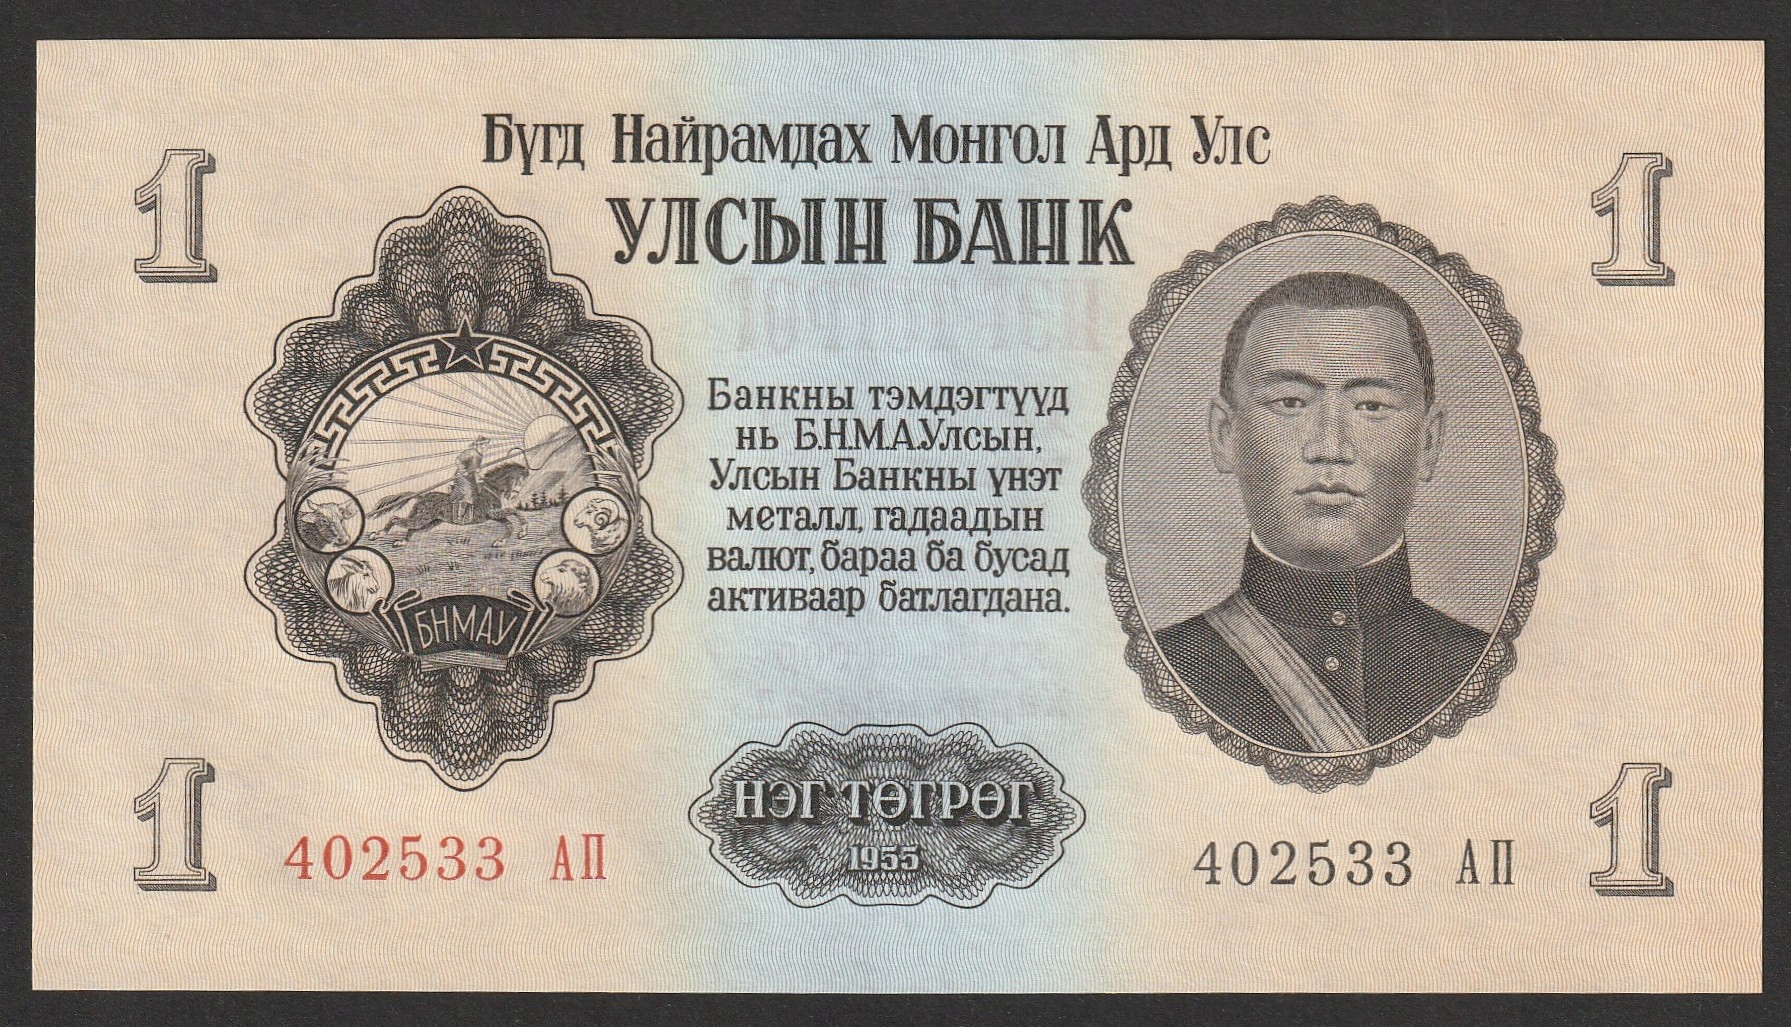 Бүгд Найрамдах Монгол Ард Улс
УЛСЫН БАНК
1
1
Банкны тэмдэгтүүд
нь Б.Н.М.А.Улсын,
Улсын Банкны үнэт
металл, гадаадын
валют, бараа ба бусад
активаар батлагдана.
БНМАУ
НЭГ ТӨГРӨГ
1955
1
402533 АП
402533 АП
1